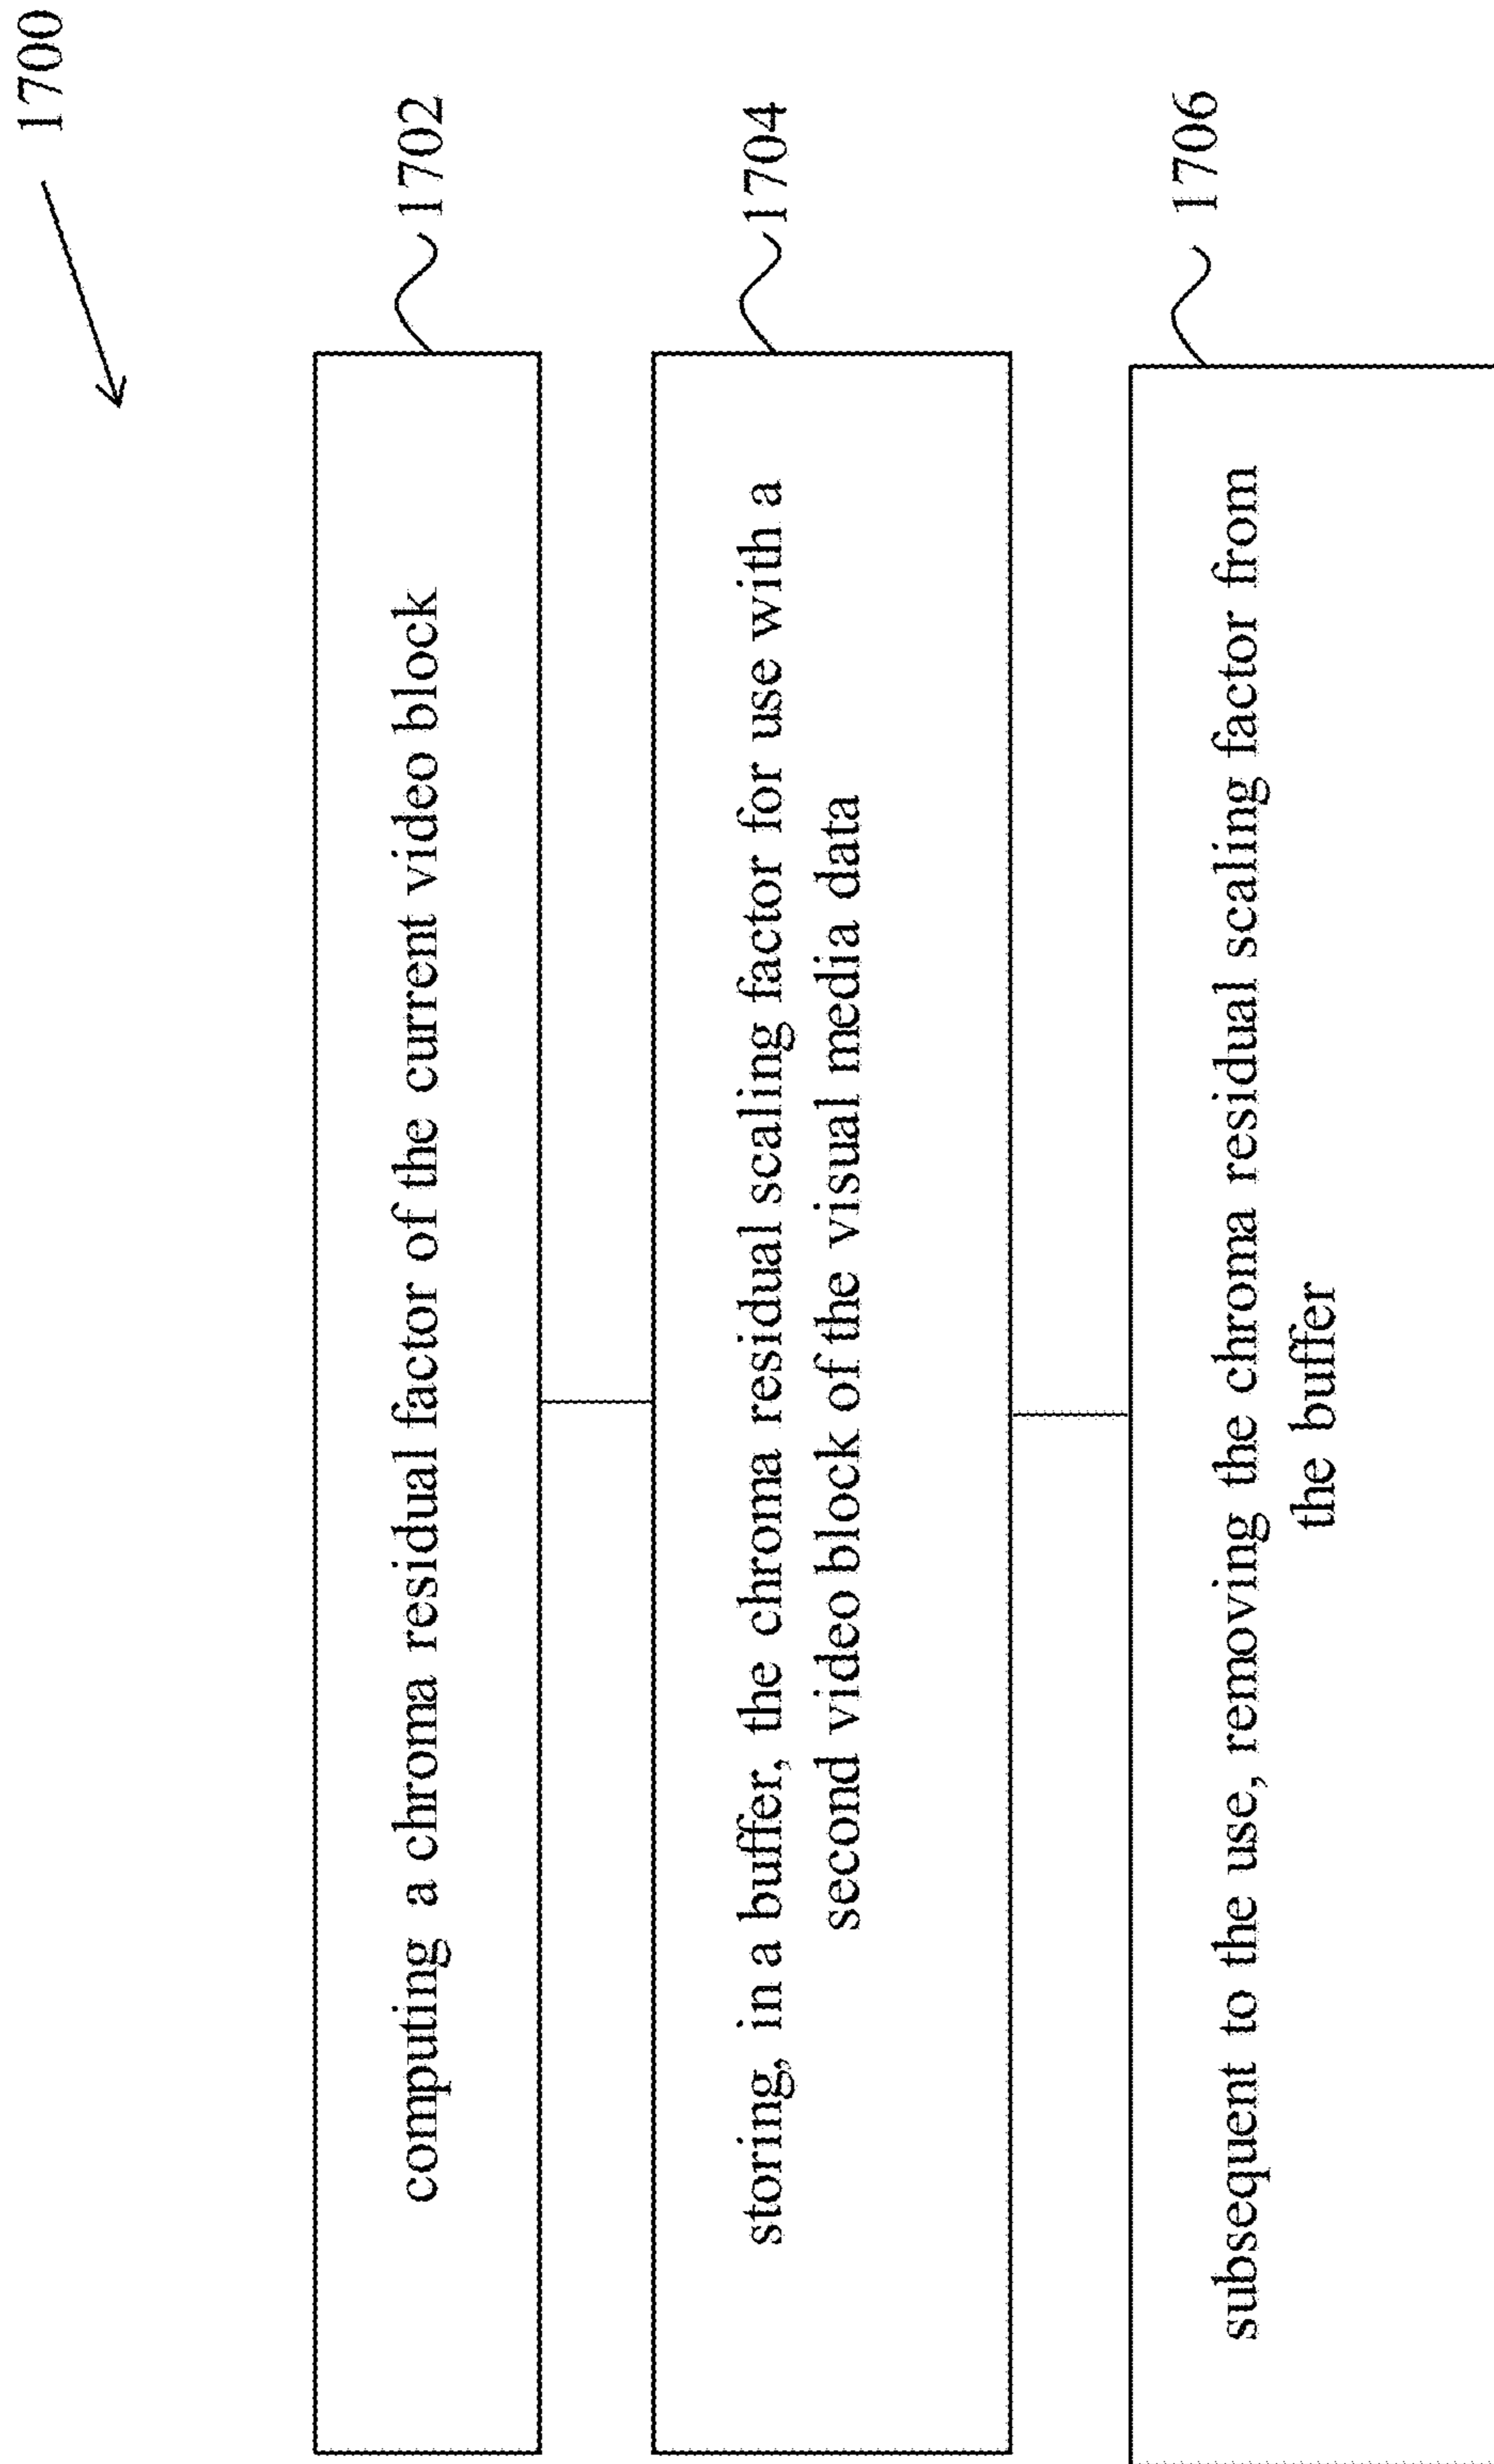 1700
computing a chroma residual factor of the current video block
1702
storing, in a buffer, the chroma residual scaling factor for use with a
second video block of the visual media data
1704
subsequent to the use, removing the chroma residual scaling factor from
the buffer
1706